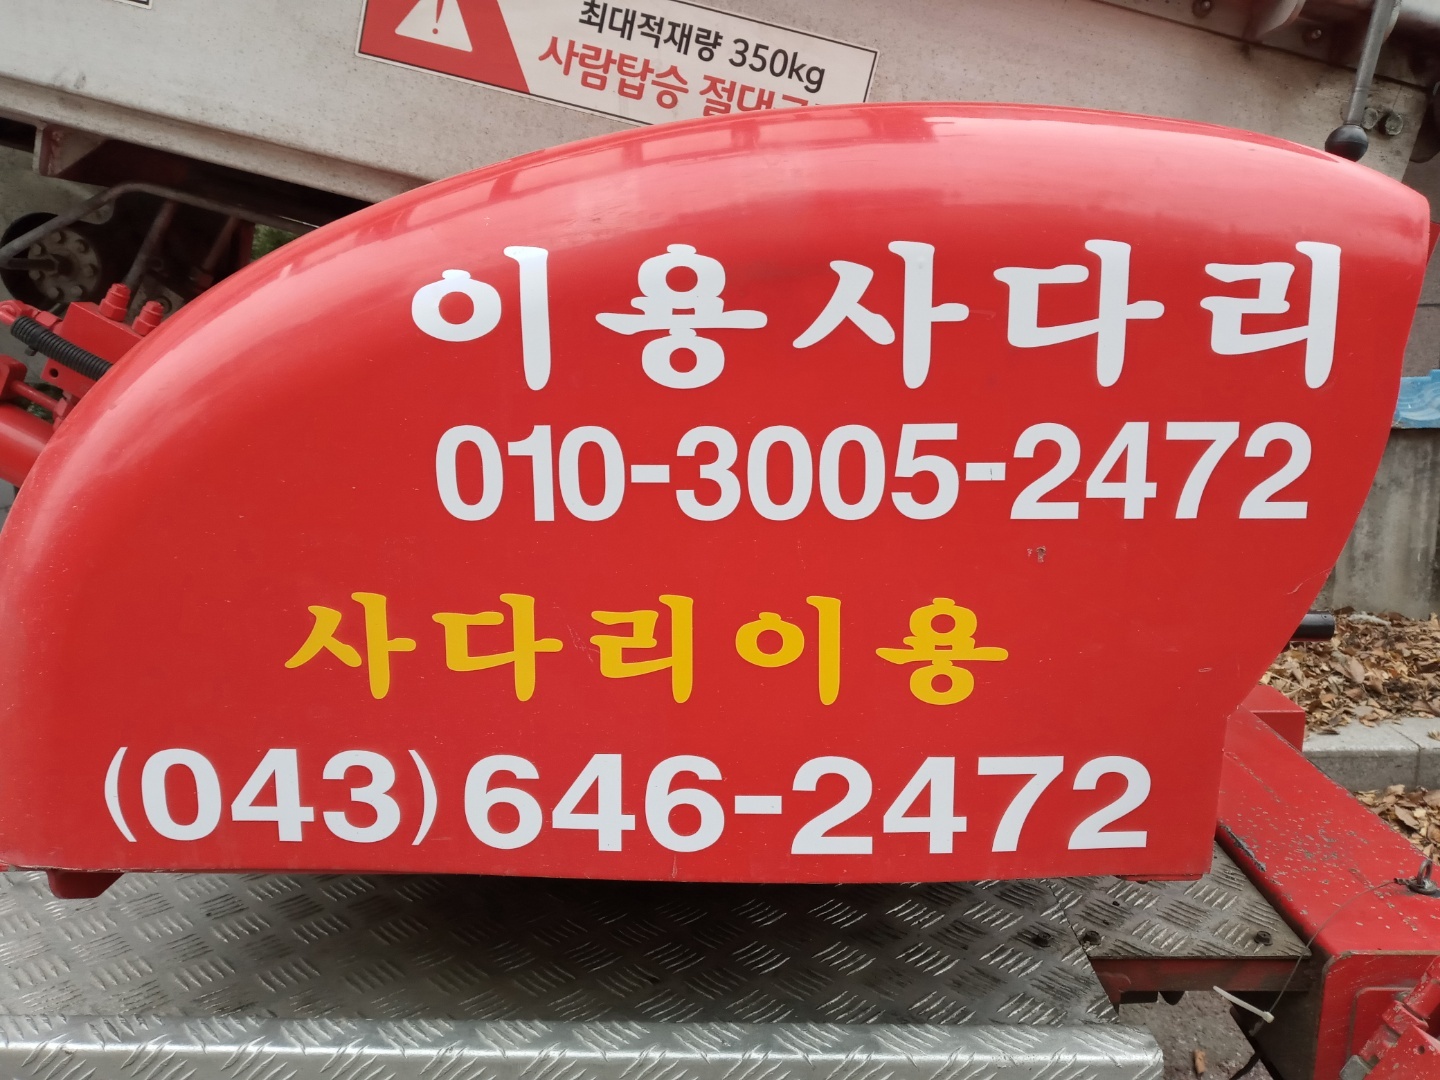 최대적재량 350kg
사람탑승 절대
이용사다리
010-3005-2472
사다리이용
(043)646-2472